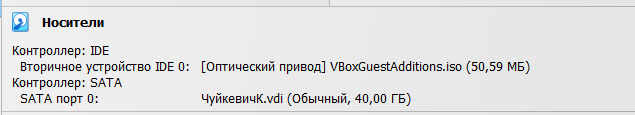 Носители
Контроллер: IDE
Вторичное устройство IDE 0: [Оптический привод] VBoxGuestAdditions.iso (50,59 МБ)
Контроллер: SATA
SATA порт 0: ЧуйкевичК.vdi (Обычный, 40,00 ГБ)